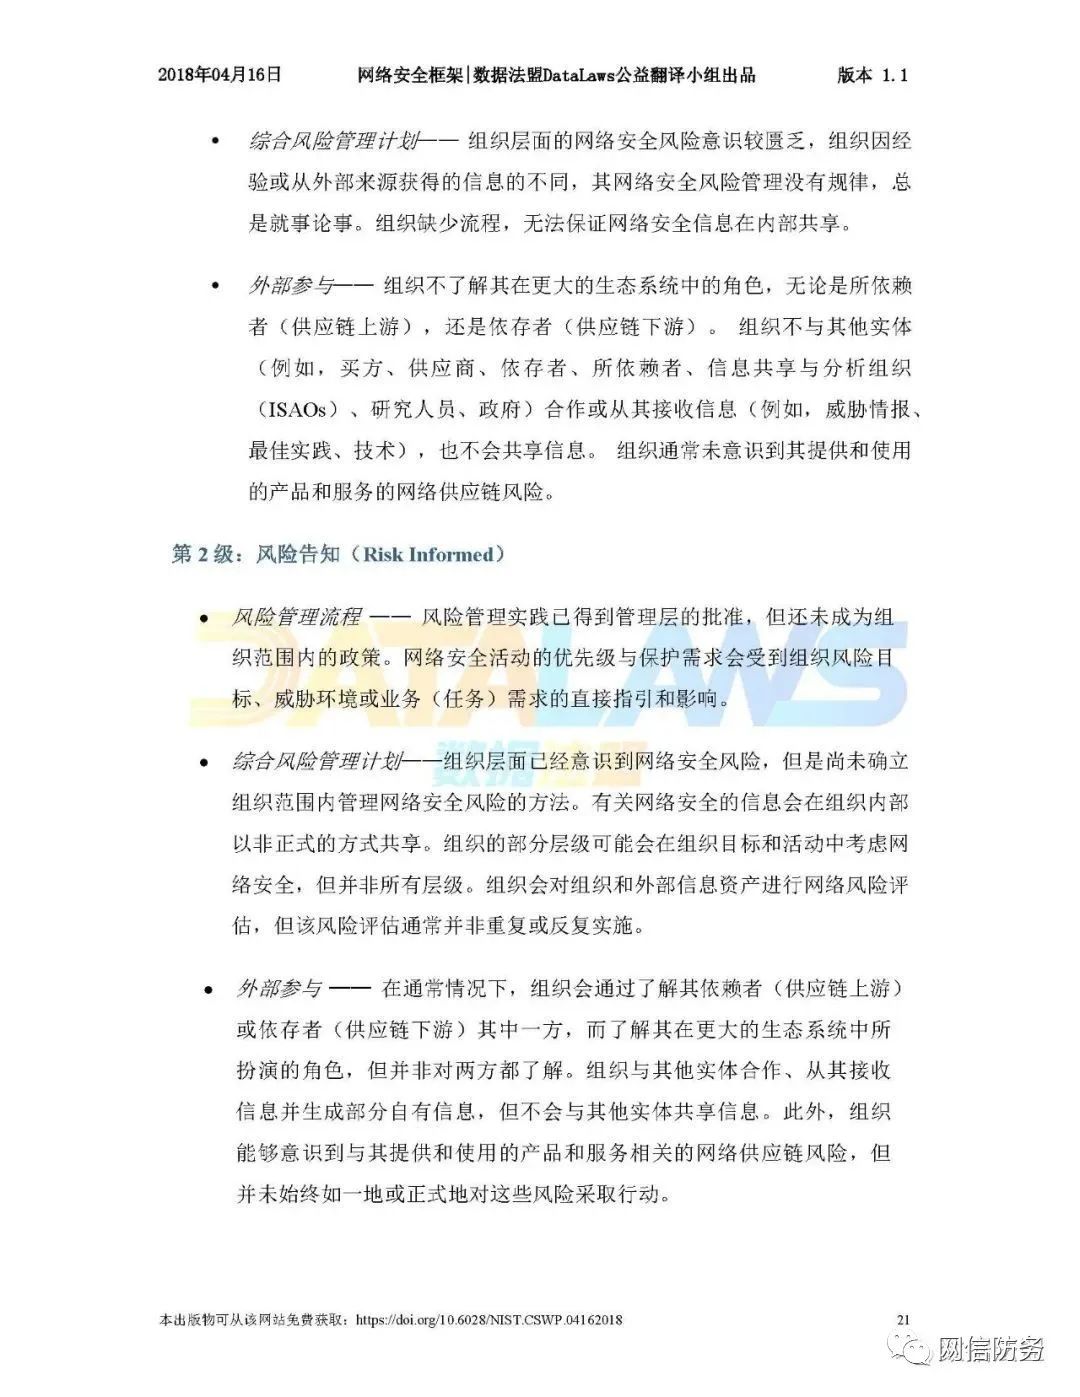 2018年04月16日 网络安全框架|数据法盟DataLaws公益翻译小组出品 版本 1.1
• 综合风险管理计划—— 组织层面的网络安全风险意识较匮乏，组织因经
验或从外部来源获得的信息的不同，其网络安全风险管理没有规律，总
是就事论事。组织缺少流程，无法保证网络安全信息在内部共享。
• 外部参与—— 组织不了解其在更大的生态系统中的角色，无论是所依赖
者（供应链上游），还是依存者（供应链下游）。 组织不与其他实体
（例如，买方、供应商、依存者、所依赖者、信息共享与分析组织
（ISAOs）、研究人员、政府）合作或从其接收信息（例如，威胁情报、
最佳实践、技术），也不会共享信息。 组织通常未意识到其提供和使用
的产品和服务的网络供应链风险。
第 2 级：风险告知（Risk Informed）
• 风险管理流程 —— 风险管理实践已得到管理层的批准，但还未成为组
织范围内的政策。网络安全活动的优先级与保护需求会受到组织风险目
标、威胁环境或业务（任务）需求的直接指引和影响。
DATALAWS
数据法盟
• 综合风险管理计划——组织层面已经意识到网络安全风险，但是尚未确立
组织范围内管理网络安全风险的方法。有关网络安全的信息会在组织内部
以非正式的方式共享。组织的部分层级可能会在组织目标和活动中考虑网
络安全，但并非所有层级。组织会对组织和外部信息资产进行网络风险评
估，但该风险评估通常并非重复或反复实施。
• 外部参与 —— 在通常情况下，组织会通过了解其依赖者（供应链上游）
或依存者（供应链下游）其中一方，而了解其在更大的生态系统中所
扮演的角色，但并非对两方都了解。组织与其他实体合作、从其接收
信息并生成部分自有信息，但不会与其他实体共享信息。此外，组织
能够意识到与其提供和使用的产品和服务相关的网络供应链风险，但
并未始终如一地或正式地对这些风险采取行动。
本出版物可从该网站免费获取：https://doi.org/10.6028/NIST.CSWP.04162018 21
网信防务